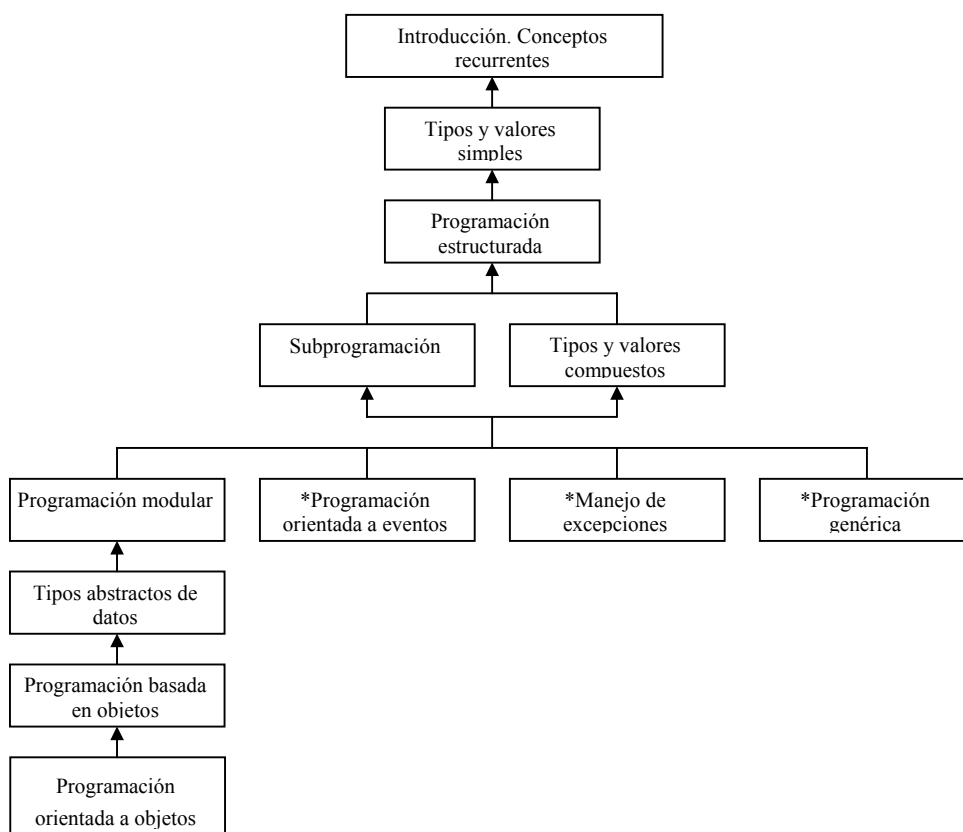 Introducción. Conceptos
recurrentes
Tipos y valores
simples
Programación
estructurada
Subprogramación
Tipos y valores
compuestos
Programación modular
*Programación
orientada a eventos
*Manejo de
excepciones
*Programación
genérica
Tipos abstractos de
datos
Programación basada
en objetos
Programación
orientada a objetos